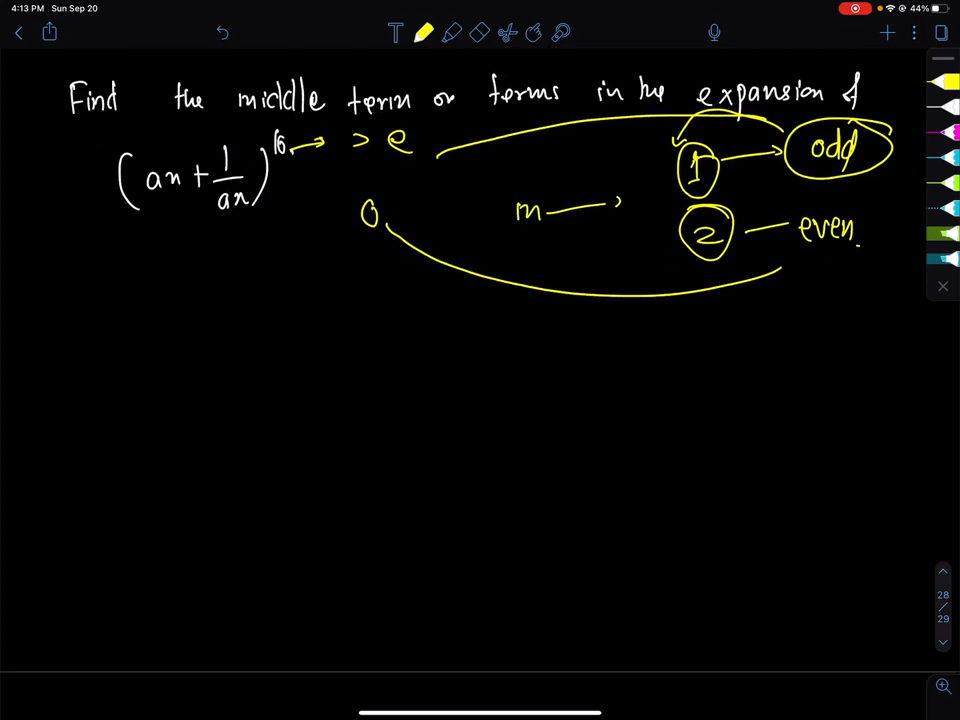 4:13 PM Sun Sep 20 44%
Find the middle term or terms in the expansion of
(ax + 1/ax)^16 → > e 1 → odd
0 m — > 2 — even.
28
/
29